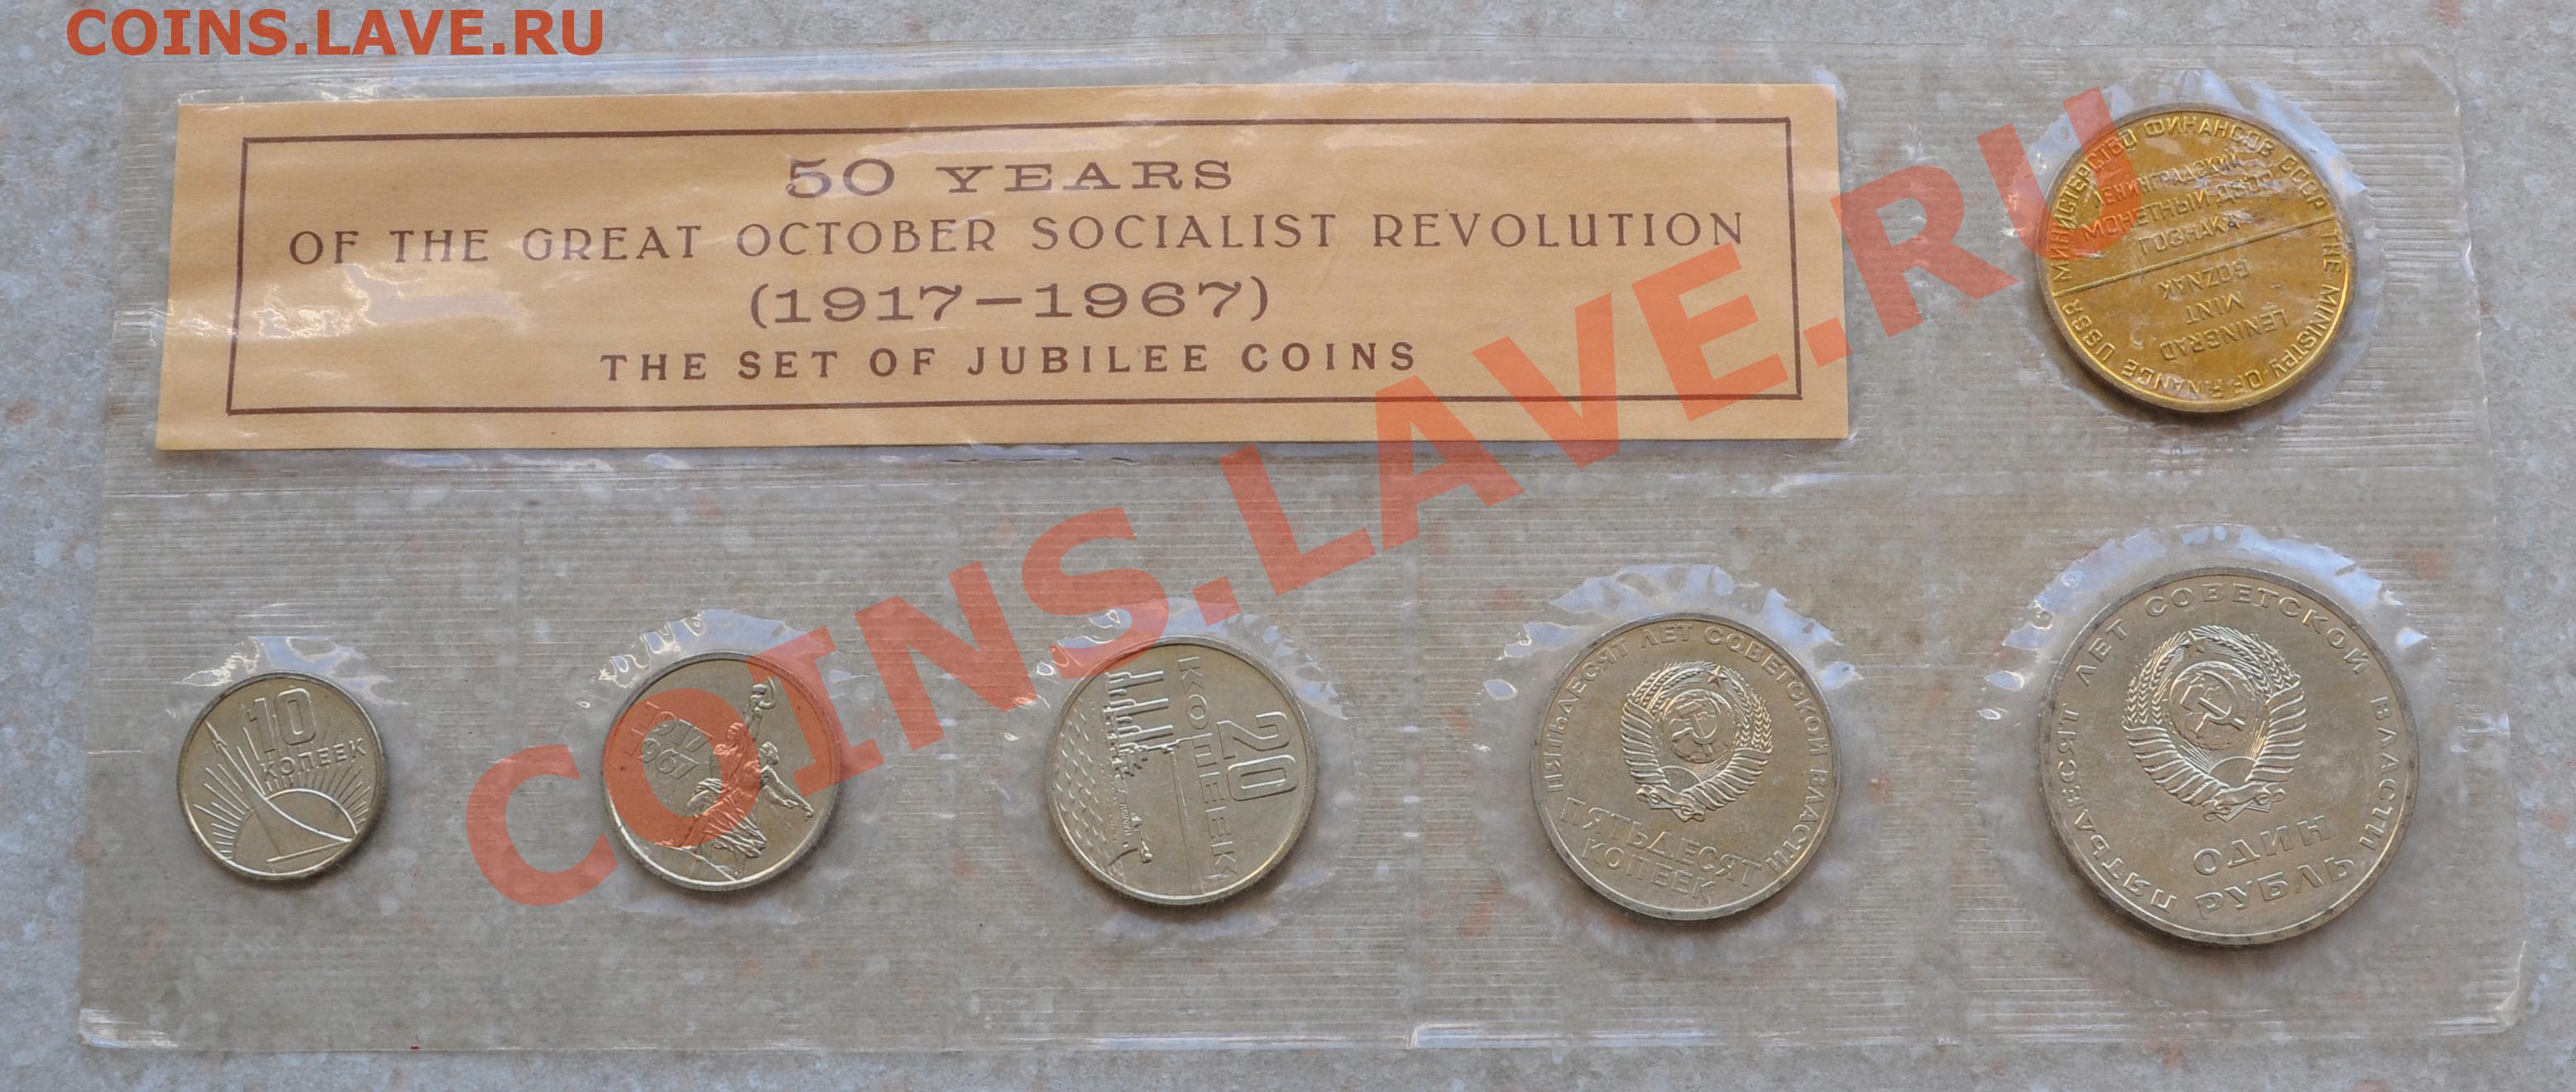 COINS.LAVE.RU
50 YEARS
OF THE GREAT OCTOBER SOCIALIST REVOLUTION
(1917—1967)
THE SET OF JUBILEE COINS
МИНИСТЕРСТВО ФИНАНСОВ СССР
ЛЕНИНГРАДСКИЙ
МОНЕТНЫЙ ДВОР
ГОЗНАКА
THE MINISTRY OF FINANCE USSR
LENINGRAD
MINT
GOZNAK
COINS.LAVE.RU
10
КОПЕЕК
1917
1967
20
КОПЕЕК
ПЯТЬДЕСЯТ ЛЕТ СОВЕТСКОЙ ВЛАСТИ
ПЯТЬДЕСЯТ
КОПЕЕК
ПЯТЬДЕСЯТ ЛЕТ СОВЕТСКОЙ ВЛАСТИ
ОДИН
РУБЛЬ